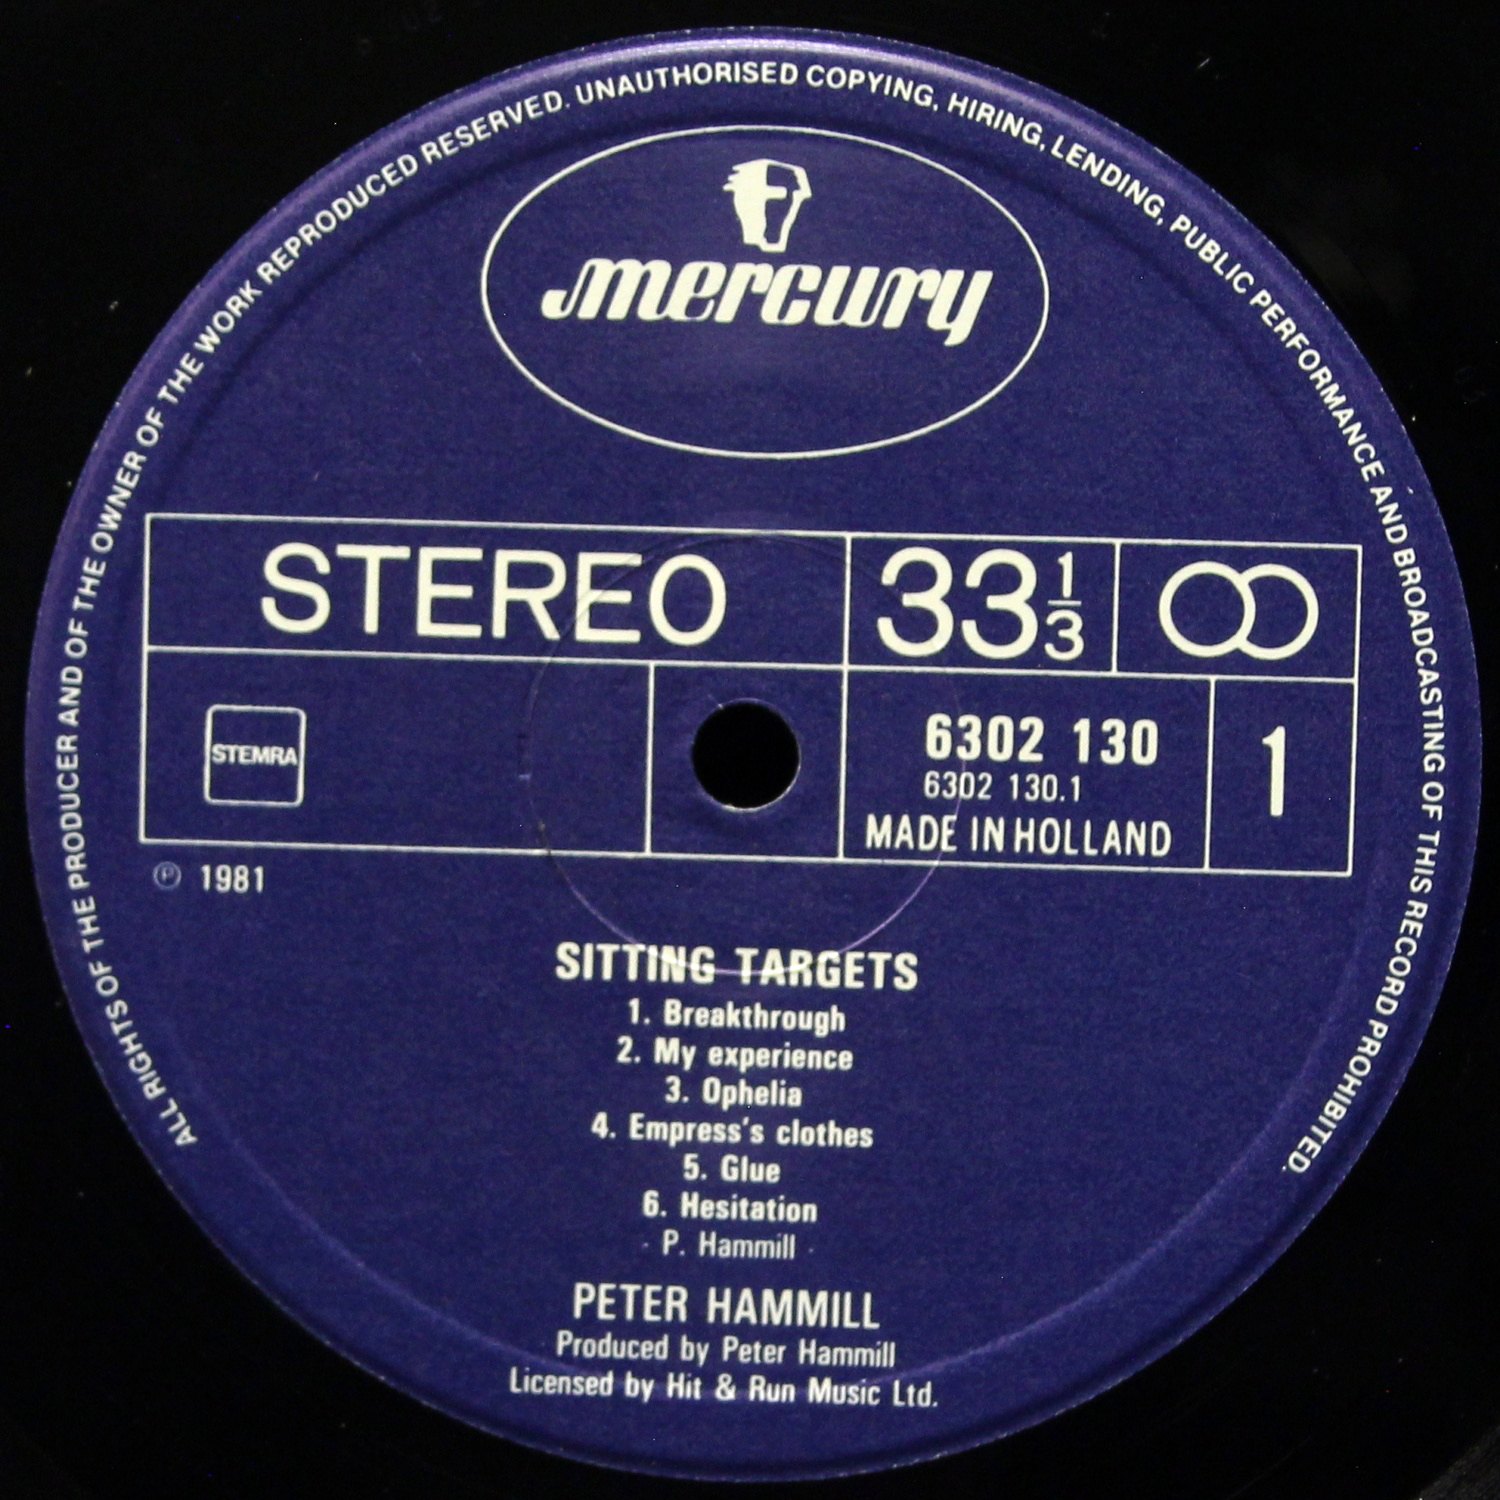 ALL RIGHTS OF THE PRODUCER AND OF THE OWNER OF THE WORK REPRODUCED RESERVED. UNAUTHORISED COPYING, HIRING, LENDING, PUBLIC PERFORMANCE AND BROADCASTING OF THIS RECORD PROHIBITED.
mercury
STEREO 33 1/3
STEMRA
6302 130 1
6302 130.1
MADE IN HOLLAND
℗ 1981
SITTING TARGETS
1. Breakthrough
2. My experience
3. Ophelia
4. Empress's clothes
5. Glue
6. Hesitation
- P. Hammill -
PETER HAMMILL
Produced by Peter Hammill
Licensed by Hit & Run Music Ltd.